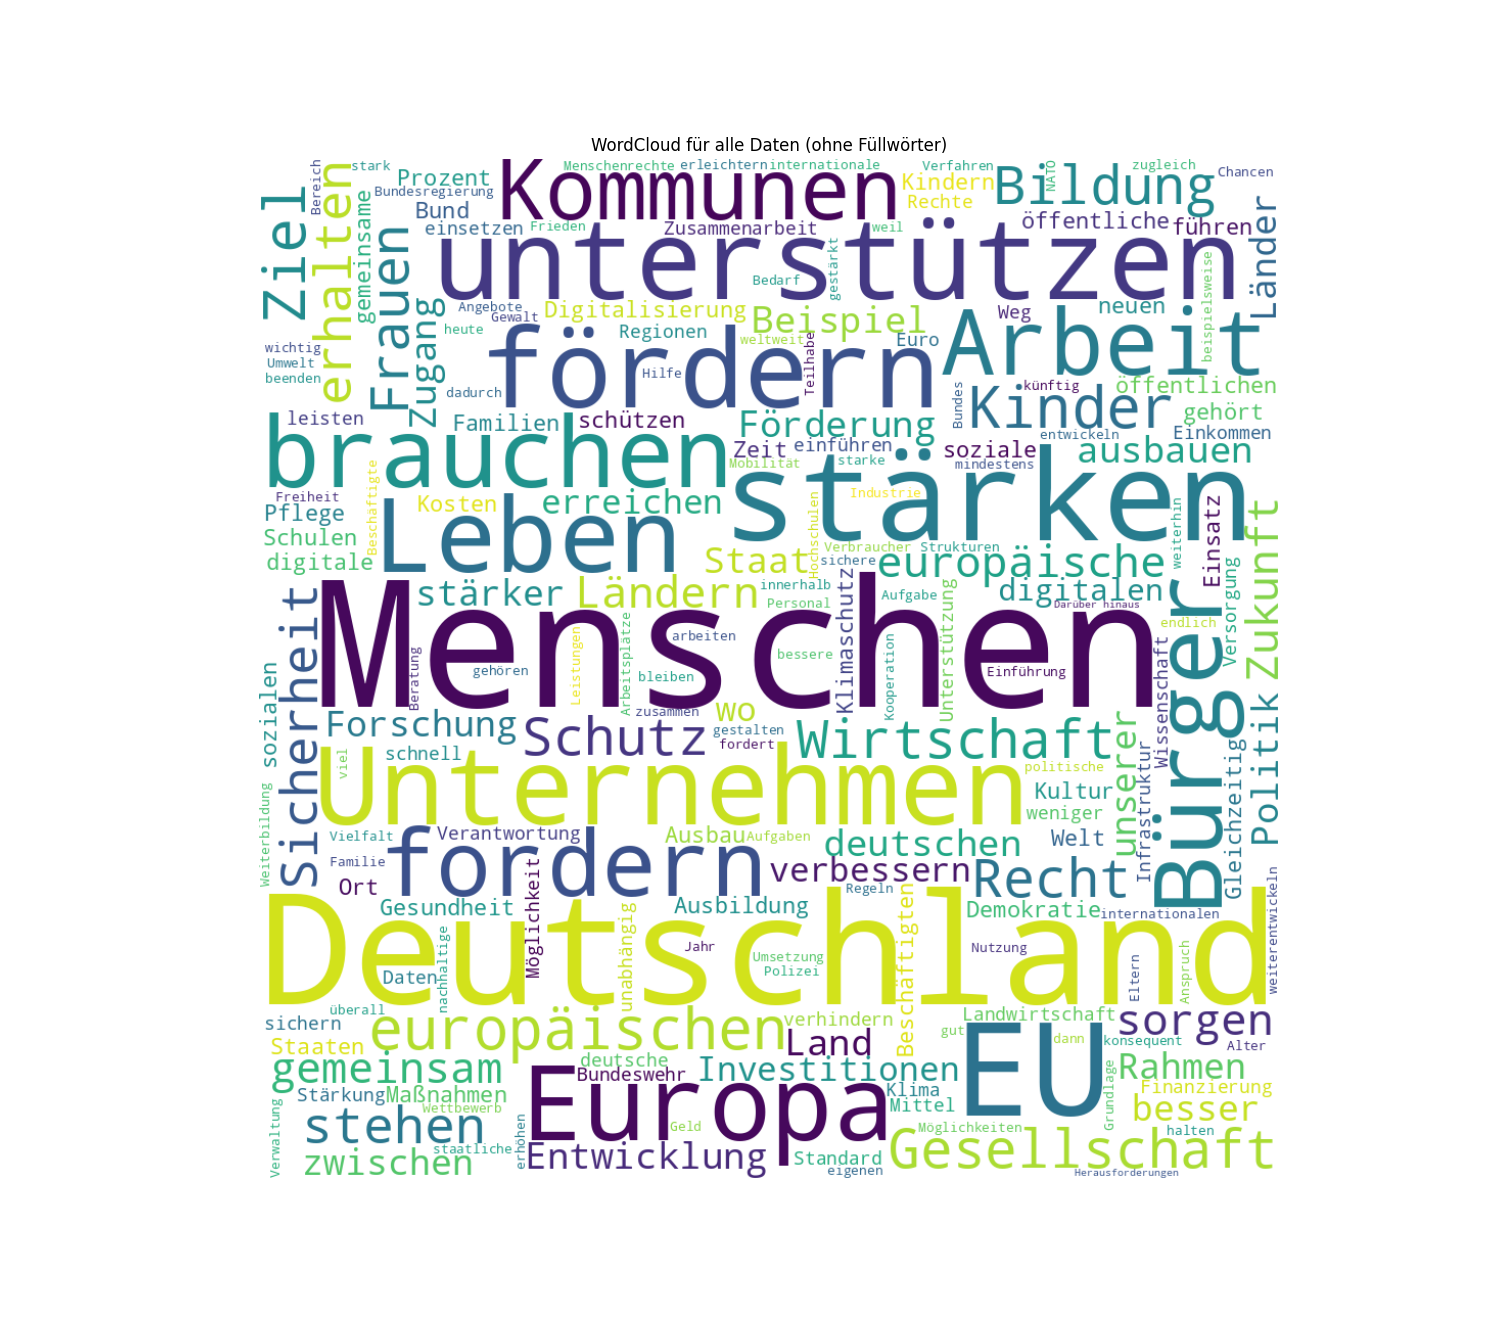 WordCloud für alle Daten (ohne Füllwörter)
stark
Bereich
Prozent
Bundesregierung
Bund
einsetzen
Frieden
Kommunen
Menschenrechte
erleichtern
internationale
Kindern
Rechte
Verfahren
Bildung
NATO
zugleich
Chancen
Ziel
erhalten
gemeinsame
Frauen
Zugang
unterstützen
Zusammenarbeit
weil
öffentliche
führen
Länder
Bedarf
gestärkt
beispielsweise
Angebote
Gewalt
heute
Digitalisierung
Regionen
Beispiel
weltweit
Euro
Weg
neuen
Arbeit
wichtig
Umwelt
beenden
fördern
Hilfe
Teilhabe
dadurch
Bundes
künftig
Kinder
öffentlichen
gehört
Einkommen
leisten
Familien
schützen
Förderung
Zeit
einführen
soziale
entwickeln
ausbauen
brauchen
Mobilität
starke
mindestens
stärken
Freiheit
Pflege
Schulen
digitale
Beschäftigte
Kosten
erreichen
Leben
Industrie
Hochschulen
Verbraucher
Strukturen
sichere
weiterhin
Einsatz
Zukunft
Staat
europäische
stärker
Ländern
innerhalb
Personal
Klimaschutz
Aufgabe
digitalen
Darüber hinaus
Versorgung
endlich
Menschen
Sicherheit
sozialen
Beratung
gehören
Leistungen
Arbeitsplätze
arbeiten
bleiben
bessere
Kooperation
Unterstützung
Einführung
Wissenschaft
Bürger
Politik
Forschung
zusammen
wo
gestalten
fordert
Schutz
Wirtschaft
unserer
Infrastruktur
Gleichzeitig
viel
schnell
Unternehmen
politische
Kultur
weniger
Weiterbildung
Vielfalt
Verantwortung
Ausbau
Aufgaben
deutschen
Welt
Familie
Ort
fordern
Möglichkeit
verbessern
Regeln
Recht
Gesundheit
Ausbildung
Beschäftigten
Demokratie
internationalen
weiterentwickeln
Deutschland
Daten
nachhaltige
unabhängig
Jahr
Umsetzung
Polizei
Nutzung
Eltern
Anspruch
überall
sichern
Staaten
europäischen
verhindern
Land
Landwirtschaft
gut
dann
konsequent
sorgen
Alter
EU
gemeinsam
deutsche
Bundeswehr
Investitionen
Rahmen
Stärkung
Maßnahmen
Wettbewerb
Europa
Geld
Klima
Mittel
Grundlage
Finanzierung
besser
Verwaltung
stehen
staatliche
erhöhen
Möglichkeiten
halten
zwischen
Entwicklung
Standard
eigenen
Gesellschaft
Herausforderungen